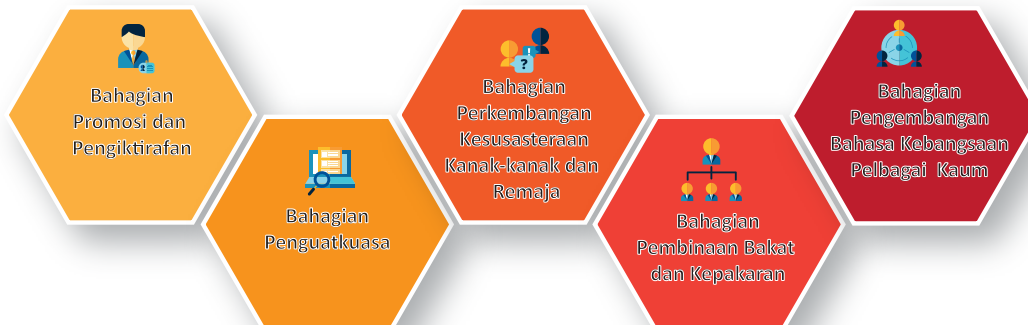 Bahagian
Promosi dan
Pengiktirafan
Bahagian
Penguatkuasa
?
!
Bahagian
Perkembangan
Kesusasteraan
Kanak-kanak dan
Remaja
Bahagian
Pembinaan Bakat
dan Kepakaran
Bahagian
Pengembangan
Bahasa Kebangsaan
Pelbagai Kaum